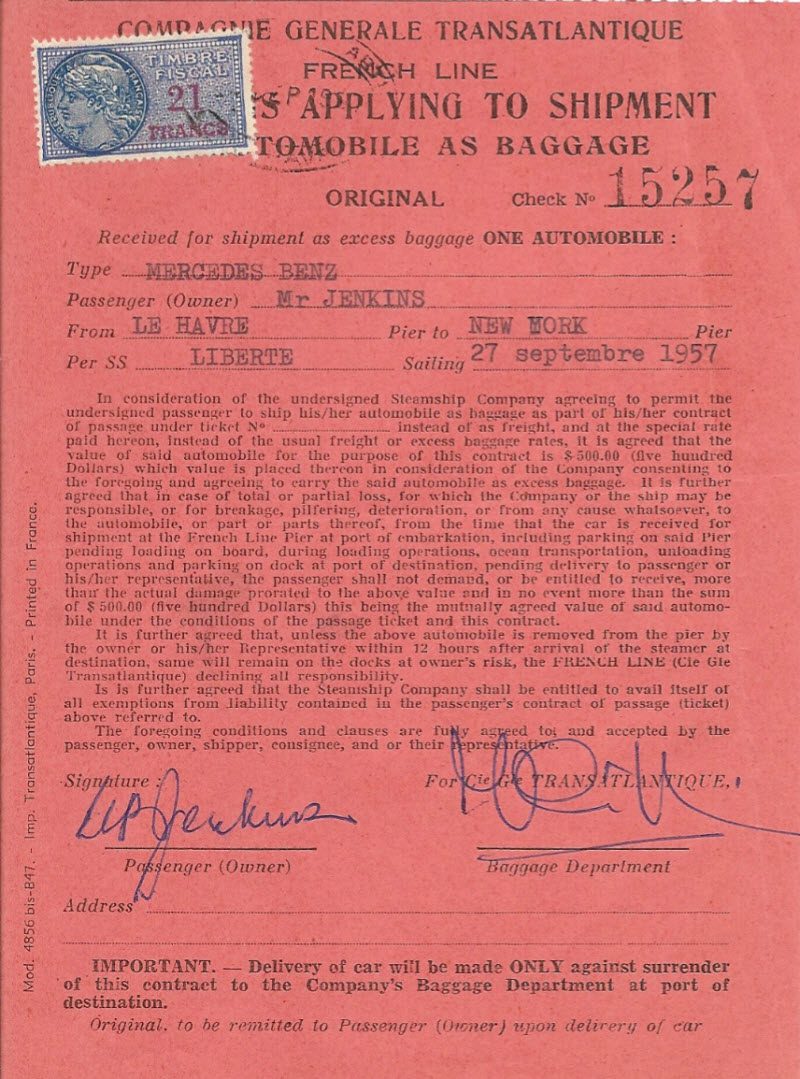 COMPAGNIE GENERALE TRANSATLANTIQUE
FRENCH LINE
TIMBRE
FISCAL
21
FRANCS
APPLYING TO SHIPMENT
AS BAGGAGE
ORIGINAL Check Nº 15257
Received for shipment as excess baggage ONE AUTOMOBILE :
Type MERCEDES BENZ
Passenger (Owner) Mr JENKINS
From LE HAVRE Pier to NEW YORK Pier
Per SS LIBERTE Sailing 27 septembre 1957
In consideration of the undersigned Steamship Company agreeing to permit the
undersigned passenger to ship his/her automobile as baggage as part of his/her contract
of passage under ticket Nº instead of as freight, and at the special rate
paid hereon, instead of the usual freight or excess baggage rates, it is agreed that the
value of said automobile for the purpose of this contract is $ 500.00 (five hundred
Dollars) which value is placed thereon in consideration of the Company consenting to
the foregoing and agreeing to carry the said automobile as excess baggage. It is further
agreed that in case of total or partial loss, for which the Company or the ship may be
responsible, or for breakage, pilfering, deterioration, or from any cause whatsoever, to
the automobile, or part or parts thereof, from the time that the car is received for
shipment at the French Line Pier at port of embarkation, including parking on said Pier
pending loading on board, during loading operations, ocean transportation, unloading
operations and parking on dock at port of destination, pending delivery to passenger or
his/her representative, the passenger shall not demand, or be entitled to receive, more
than the actual damage prorated to the above value and in no event more than the sum
of $ 500.00 (five hundred Dollars) this being the mutually agreed value of said automo-
bile under the conditions of the passage ticket and this contract.
It is further agreed that, unless the above automobile is removed from the pier by
the owner or his/her Representative within 12 hours after arrival of the steamer at
destination, same will remain on the docks at owner's risk, the FRENCH LINE (Cie Gle
Transatlantique) declining all responsibility.
Is is further agreed that the Steamship Company shall be entitled to avail itself of
all exemptions from liability contained in the passenger's contract of passage (ticket)
above referred to.
The foregoing conditions and clauses are fully agreed to; and accepted by the
passenger, owner, shipper, consignee, and or their representative.
Signature : For Cie Gle TRANSATLANTIQUE,
Jenkins
Passenger (Owner) Baggage Department
Address
IMPORTANT. — Delivery of car will be made ONLY against surrender
of this contract to the Company's Baggage Department at port of
destination.
Original, to be remitted to Passenger (Owner) upon delivery of car
Mod. 4856 bis-B47. - Imp. Transatlantique, Paris. - Printed in France.